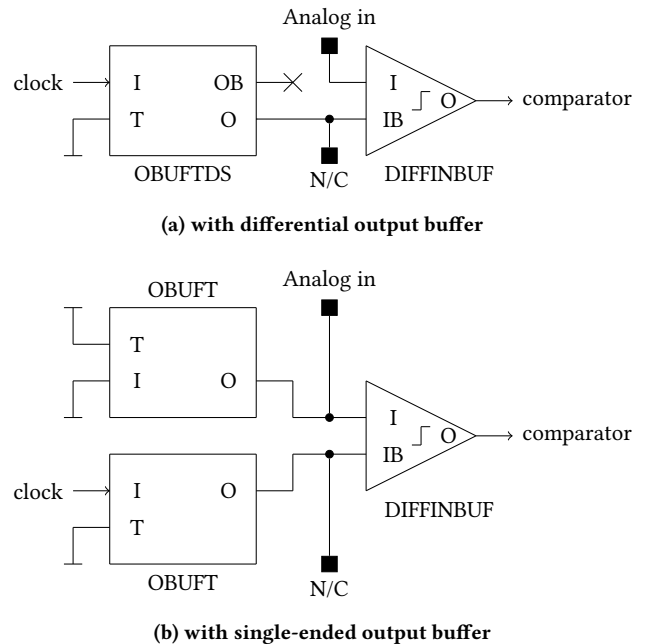 Analog in
clock I OB I O comparator
T O IB
OBUFTDS N/C DIFFINBUF
(a) with differential output buffer
OBUFT Analog in
T
I O I O comparator
IB
clock I O
T DIFFINBUF
OBUFT N/C
(b) with single-ended output buffer